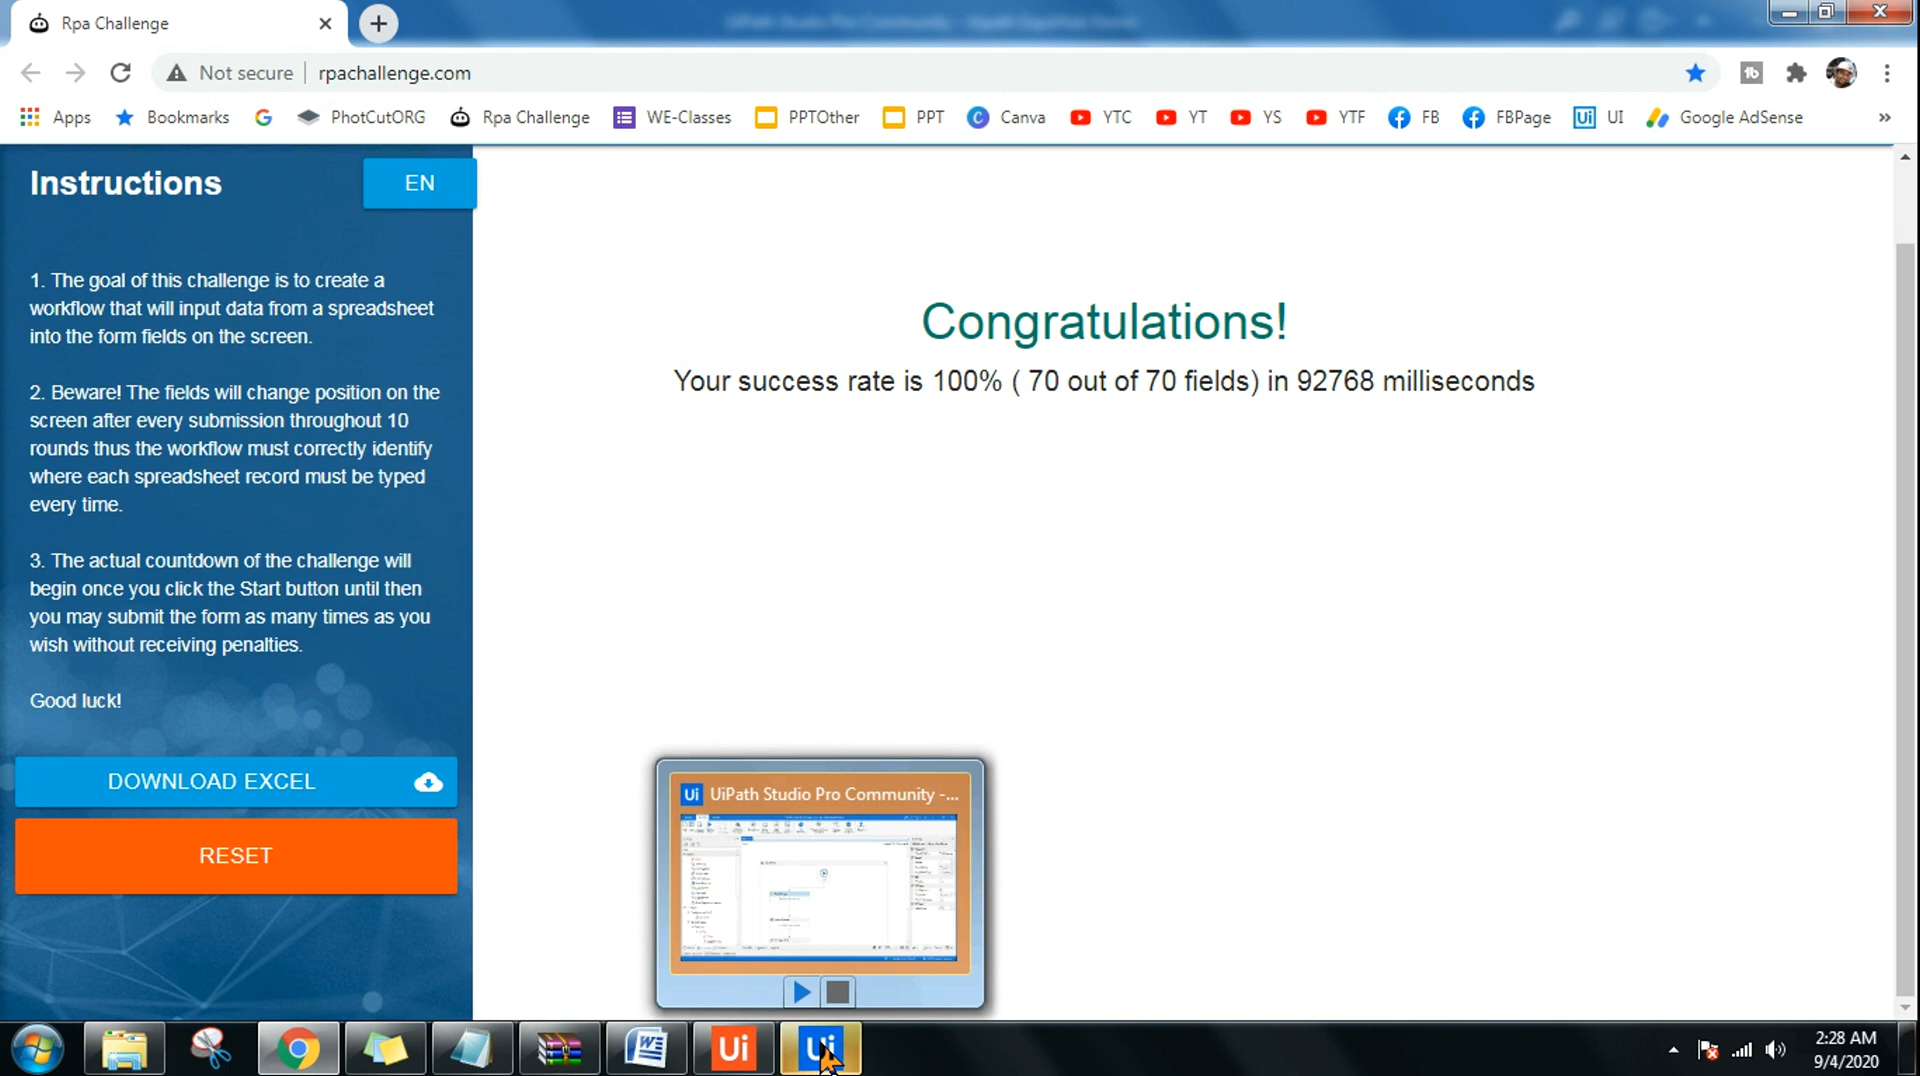 Rpa Challenge
Not secure
rpachallenge.com
Apps
Bookmarks
PhotCutORG
Rpa Challenge
WE-Classes
PPTOther
PPT
Canva
YTC
YT
YS
YTF
FB
FBPage
Ui UI
Google AdSense
Instructions
EN
1. The goal of this challenge is to create a
workflow that will input data from a spreadsheet
into the form fields on the screen.
2. Beware! The fields will change position on the
screen after every submission throughout 10
rounds thus the workflow must correctly identify
where each spreadsheet record must be typed
every time.
3. The actual countdown of the challenge will
begin once you click the Start button until then
you may submit the form as many times as you
wish without receiving penalties.
Good luck!
DOWNLOAD EXCEL
RESET
Congratulations!
Your success rate is 100% ( 70 out of 70 fields) in 92768 milliseconds
Ui UiPath Studio Pro Community -...
Ui
Ui
2:28 AM
9/4/2020